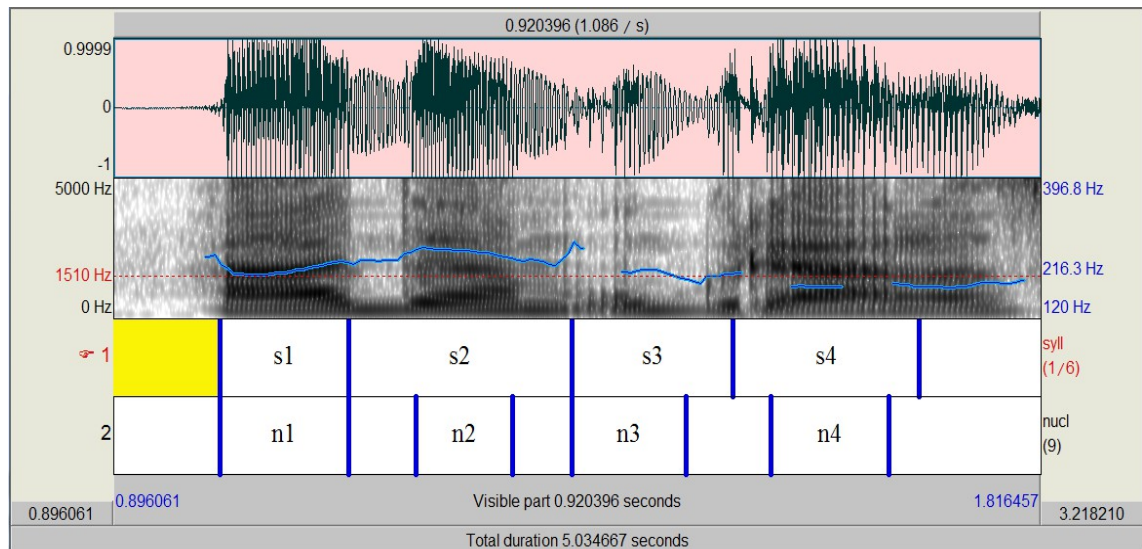 0.920396 (1.086 / s)
0.9999
0
-1
5000 Hz
396.8 Hz
1510 Hz
216.3 Hz
0 Hz
120 Hz
☞ 1
s1
s2
s3
s4
syll
(1/6)
2
n1
n2
n3
n4
nucl
(9)
0.896061
Visible part 0.920396 seconds
1.816457
0.896061
3.218210
Total duration 5.034667 seconds